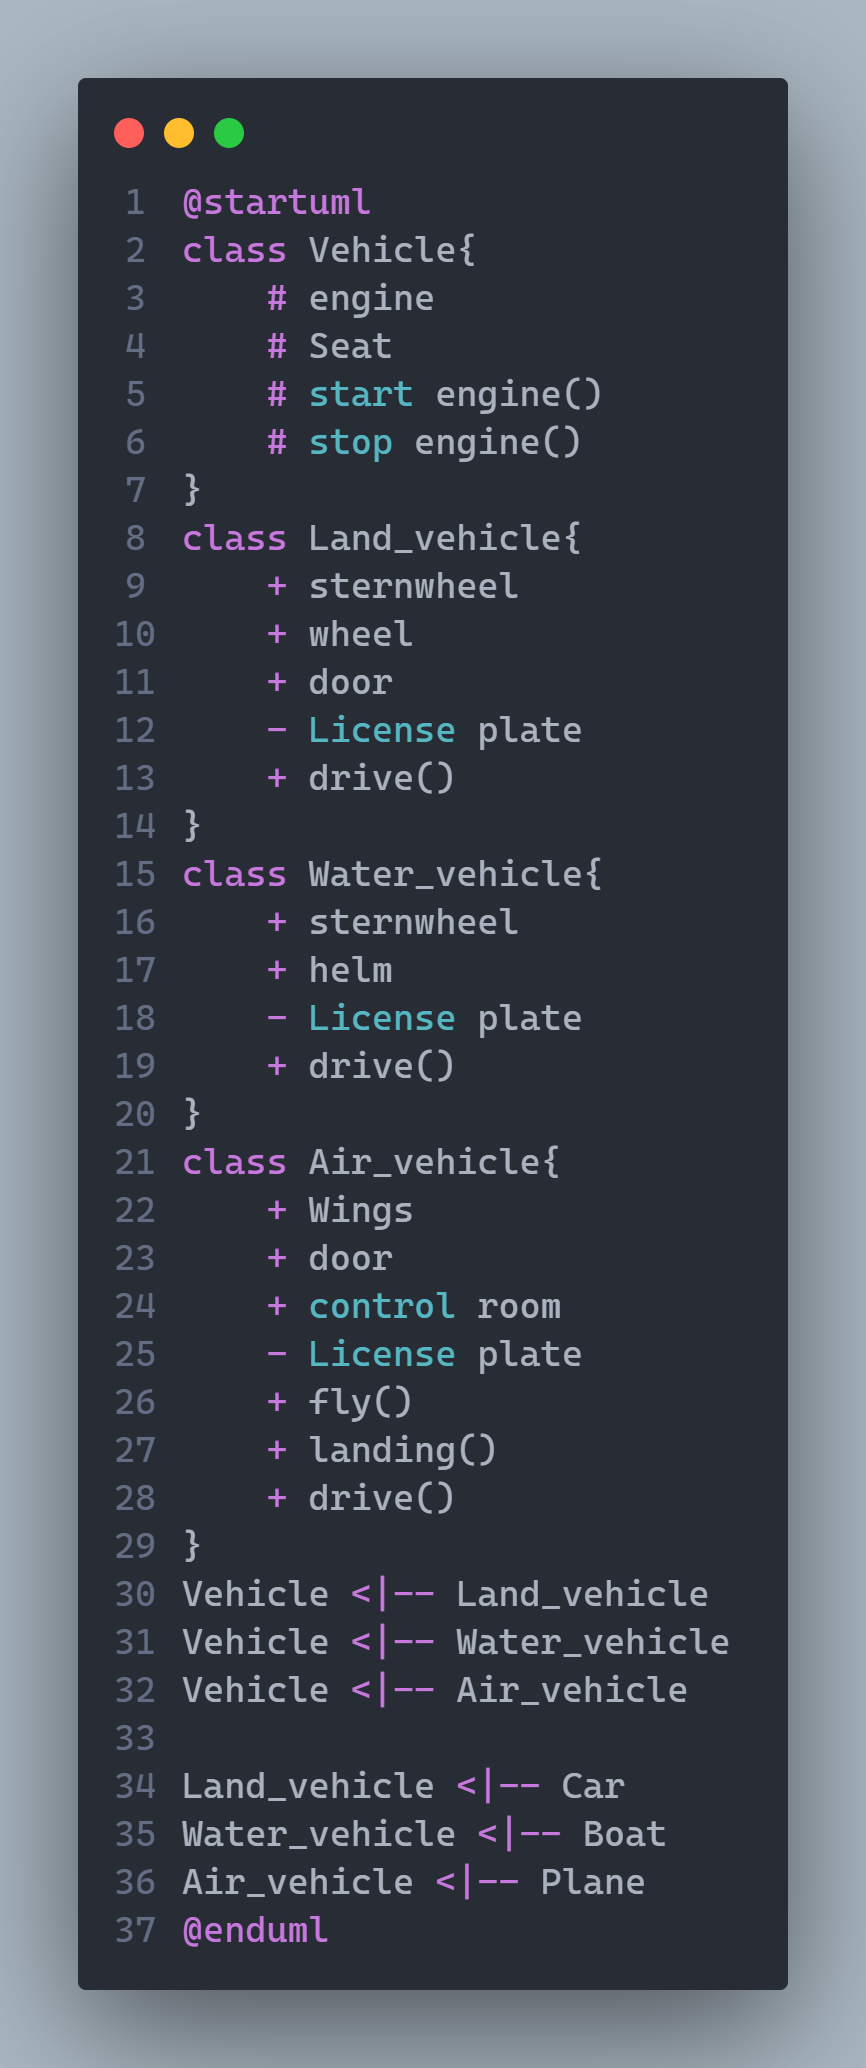 1 @startuml
2 class Vehicle{
3     # engine
4     # Seat
5     # start engine()
6     # stop engine()
7 }
8 class Land_vehicle{
9     + sternwheel
10     + wheel
11     + door
12     - License plate
13     + drive()
14 }
15 class Water_vehicle{
16     + sternwheel
17     + helm
18     - License plate
19     + drive()
20 }
21 class Air_vehicle{
22     + Wings
23     + door
24     + control room
25     - License plate
26     + fly()
27     + landing()
28     + drive()
29 }
30 Vehicle <|-- Land_vehicle
31 Vehicle <|-- Water_vehicle
32 Vehicle <|-- Air_vehicle
33
34 Land_vehicle <|-- Car
35 Water_vehicle <|-- Boat
36 Air_vehicle <|-- Plane
37 @enduml